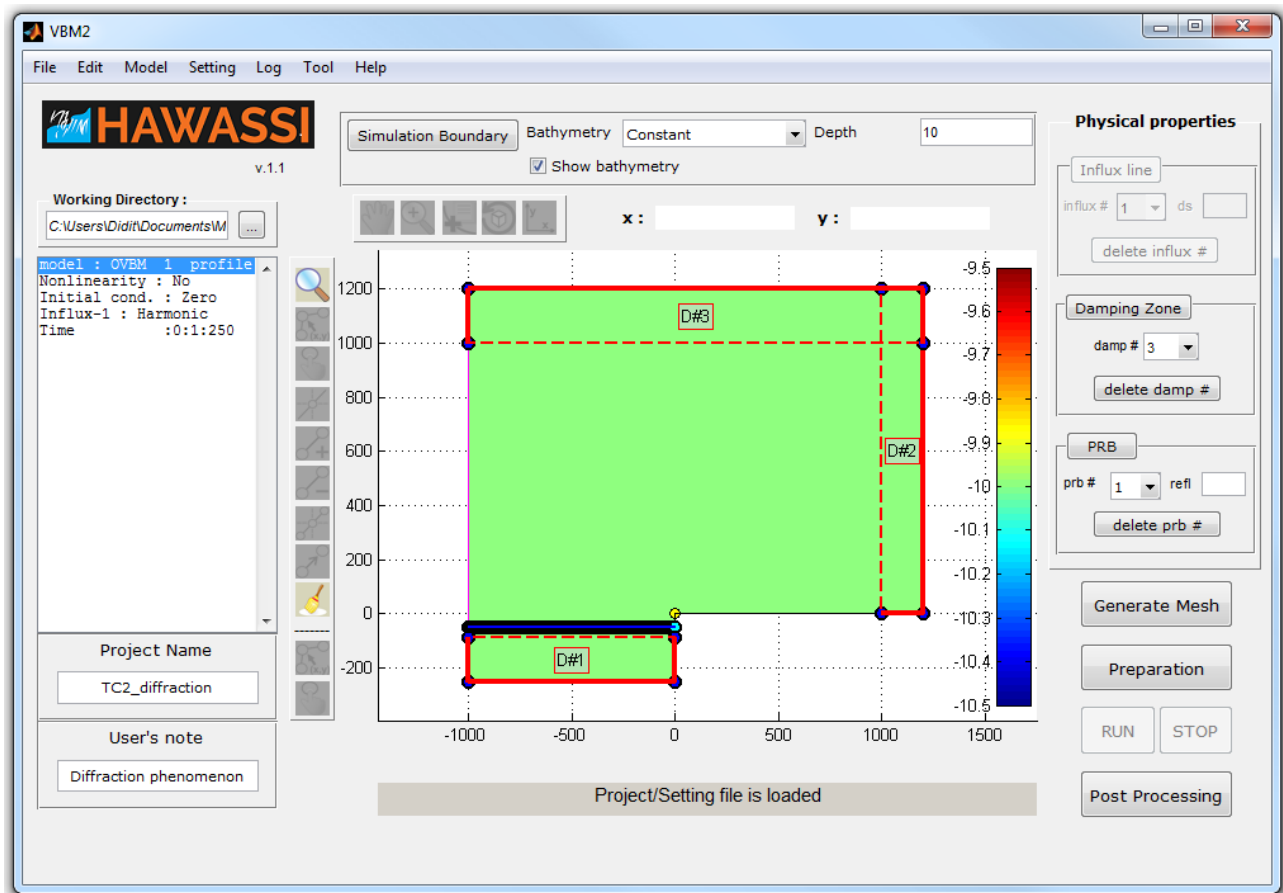 VBM2
File Edit Model Setting Log Tool Help
HAWASSI
v.1.1
Simulation Boundary Bathymetry Constant Depth 10
Show bathymetry
Working Directory :
C:\Users\Didit\Documents\M ...
x : y :
model : OVBM 1 profile
Nonlinearity : No
Initial cond. : Zero
Influx-1 : Harmonic
Time :0:1:250
Project Name
TC2_diffraction
User's note
Diffraction phenomenon
1200
1000
800
600
400
200
0
-200
-1000 -500 0 500 1000 1500
D#3
D#2
D#1
-9.5
-9.6
-9.7
-9.8
-9.9
-10
-10.1
-10.2
-10.3
-10.4
-10.5
Project/Setting file is loaded
Physical properties
Influx line
influx # 1 ds
delete influx #
Damping Zone
damp # 3
delete damp #
PRB
prb # 1 refl
delete prb #
Generate Mesh
Preparation
RUN STOP
Post Processing